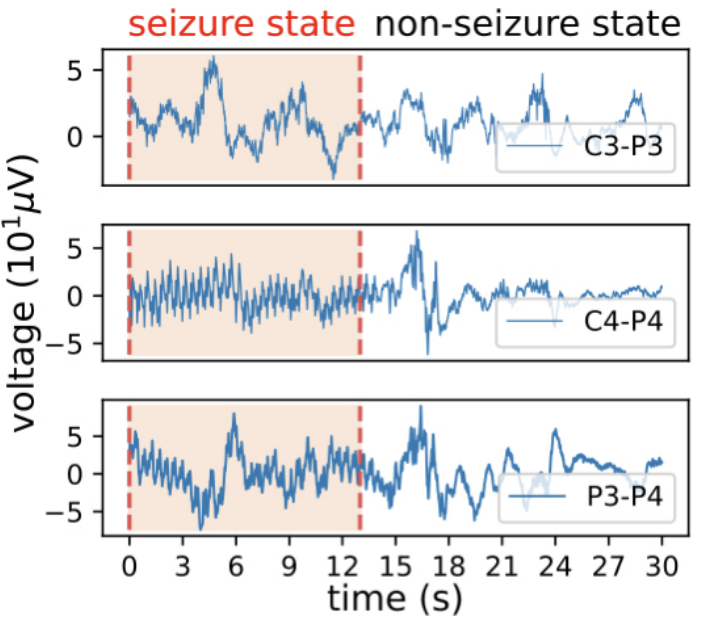 seizure state non-seizure state
voltage (10¹μV)
5
0
C3-P3
5
0
−5
C4-P4
5
0
−5
P3-P4
0 3 6 9 12 15 18 21 24 27 30
time (s)